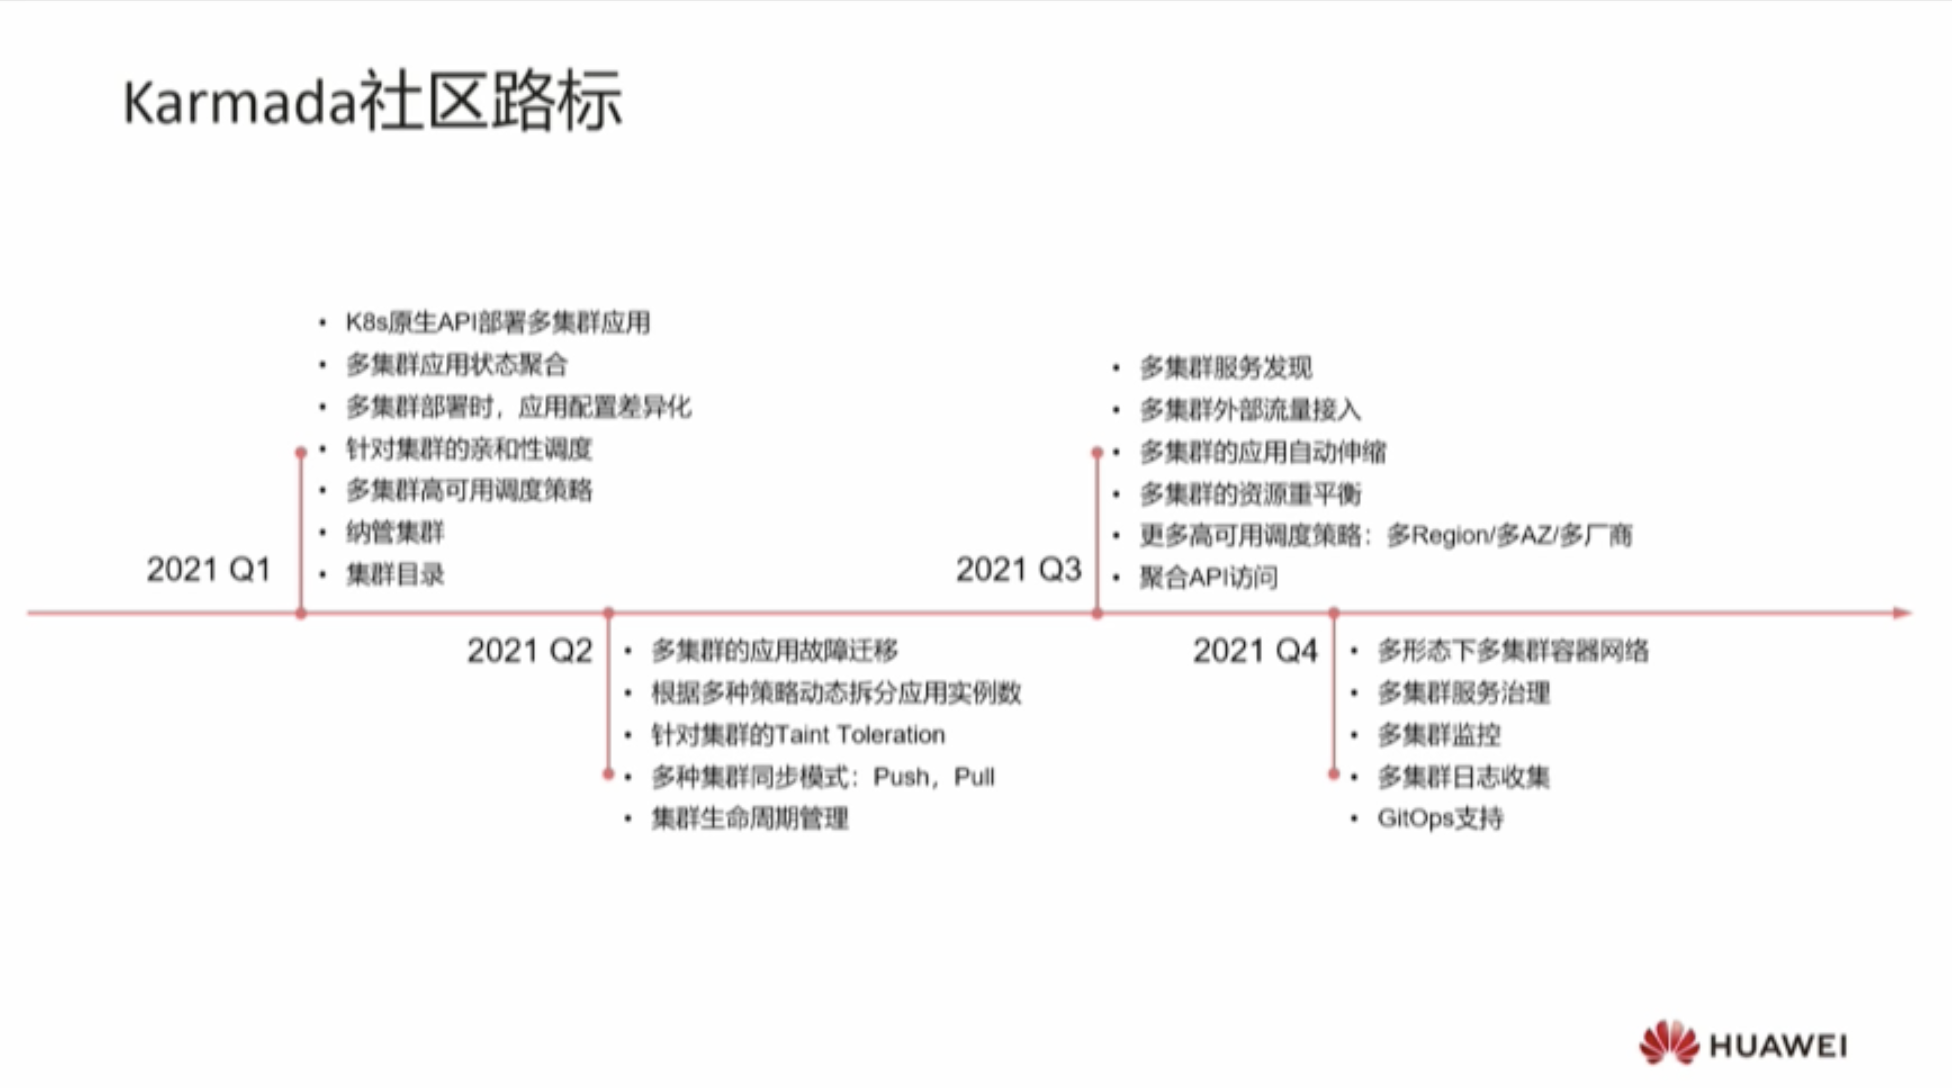 Karmada社区路标
2021 Q1
• K8s原生API部署多集群应用
• 多集群应用状态聚合
• 多集群部署时，应用配置差异化
• 针对集群的亲和性调度
• 多集群高可用调度策略
• 纳管集群
• 集群目录
2021 Q2
• 多集群的应用故障迁移
• 根据多种策略动态拆分应用实例数
• 针对集群的Taint Toleration
• 多种集群同步模式：Push，Pull
• 集群生命周期管理
2021 Q3
• 多集群服务发现
• 多集群外部流量接入
• 多集群的应用自动伸缩
• 多集群的资源重平衡
• 更多高可用调度策略：多Region/多AZ/多厂商
• 聚合API访问
2021 Q4
• 多形态下多集群容器网络
• 多集群服务治理
• 多集群监控
• 多集群日志收集
• GitOps支持
HUAWEI